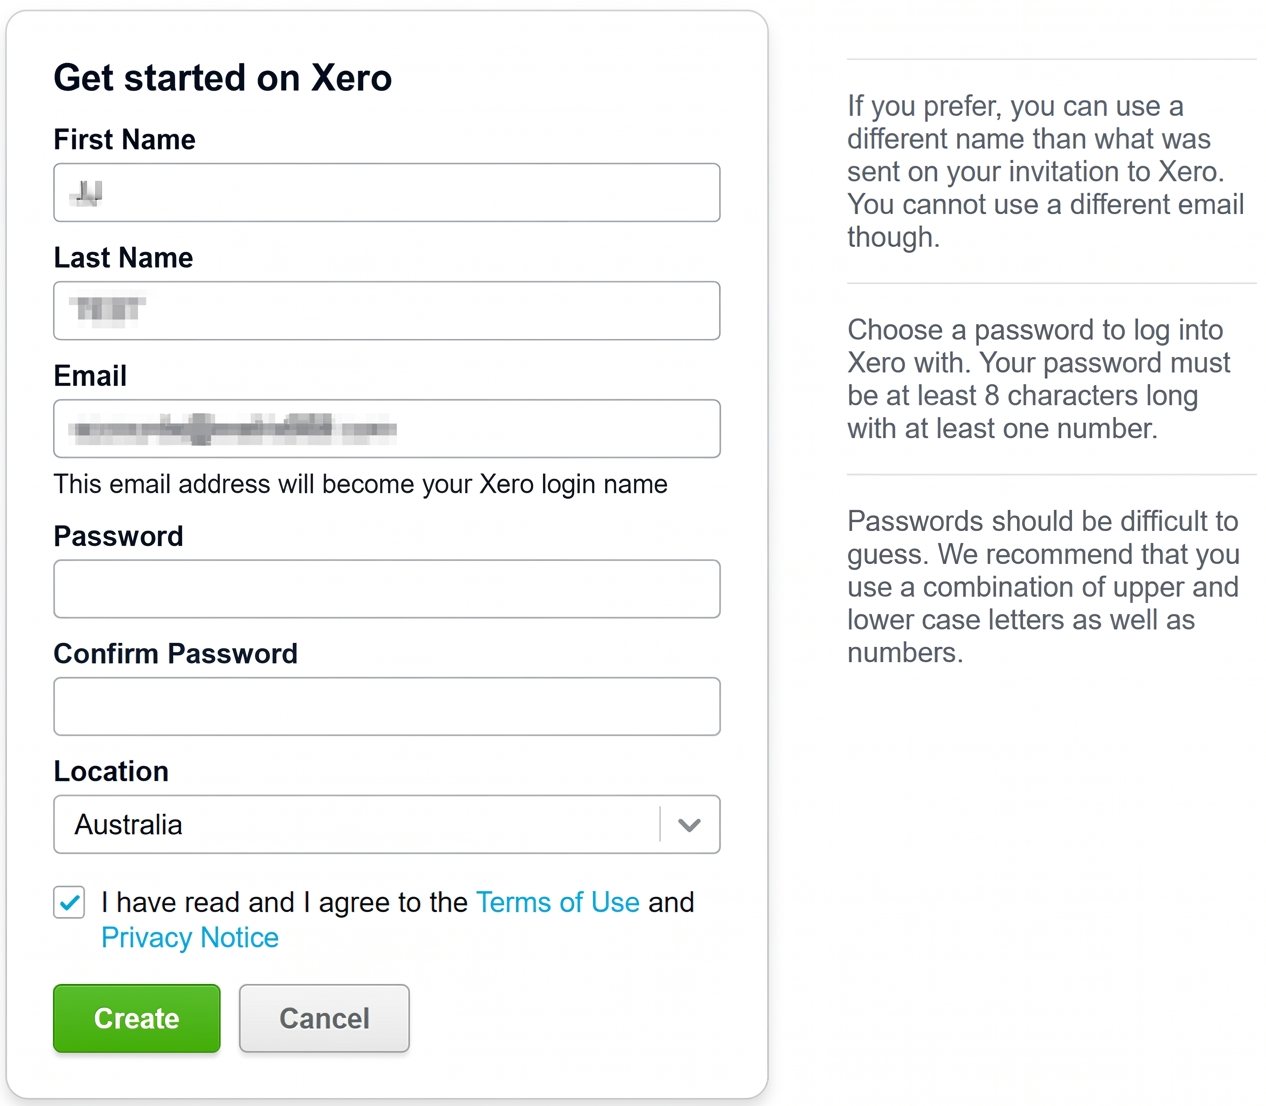 Get started on Xero
First Name
Last Name
Email
This email address will become your Xero login name
Password
Confirm Password
Location
Australia
I have read and I agree to the Terms of Use and
Privacy Notice
Create
Cancel
If you prefer, you can use a
different name than what was
sent on your invitation to Xero.
You cannot use a different email
though.
Choose a password to log into
Xero with. Your password must
be at least 8 characters long
with at least one number.
Passwords should be difficult to
guess. We recommend that you
use a combination of upper and
lower case letters as well as
numbers.